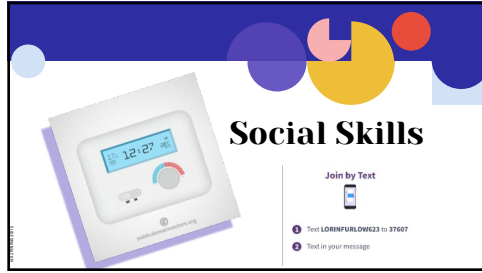 Social Skills
12:27
publicdomainvectors.org
Join by Text
1 Text LORINFURLOW623 to 37607
2 Text in your message